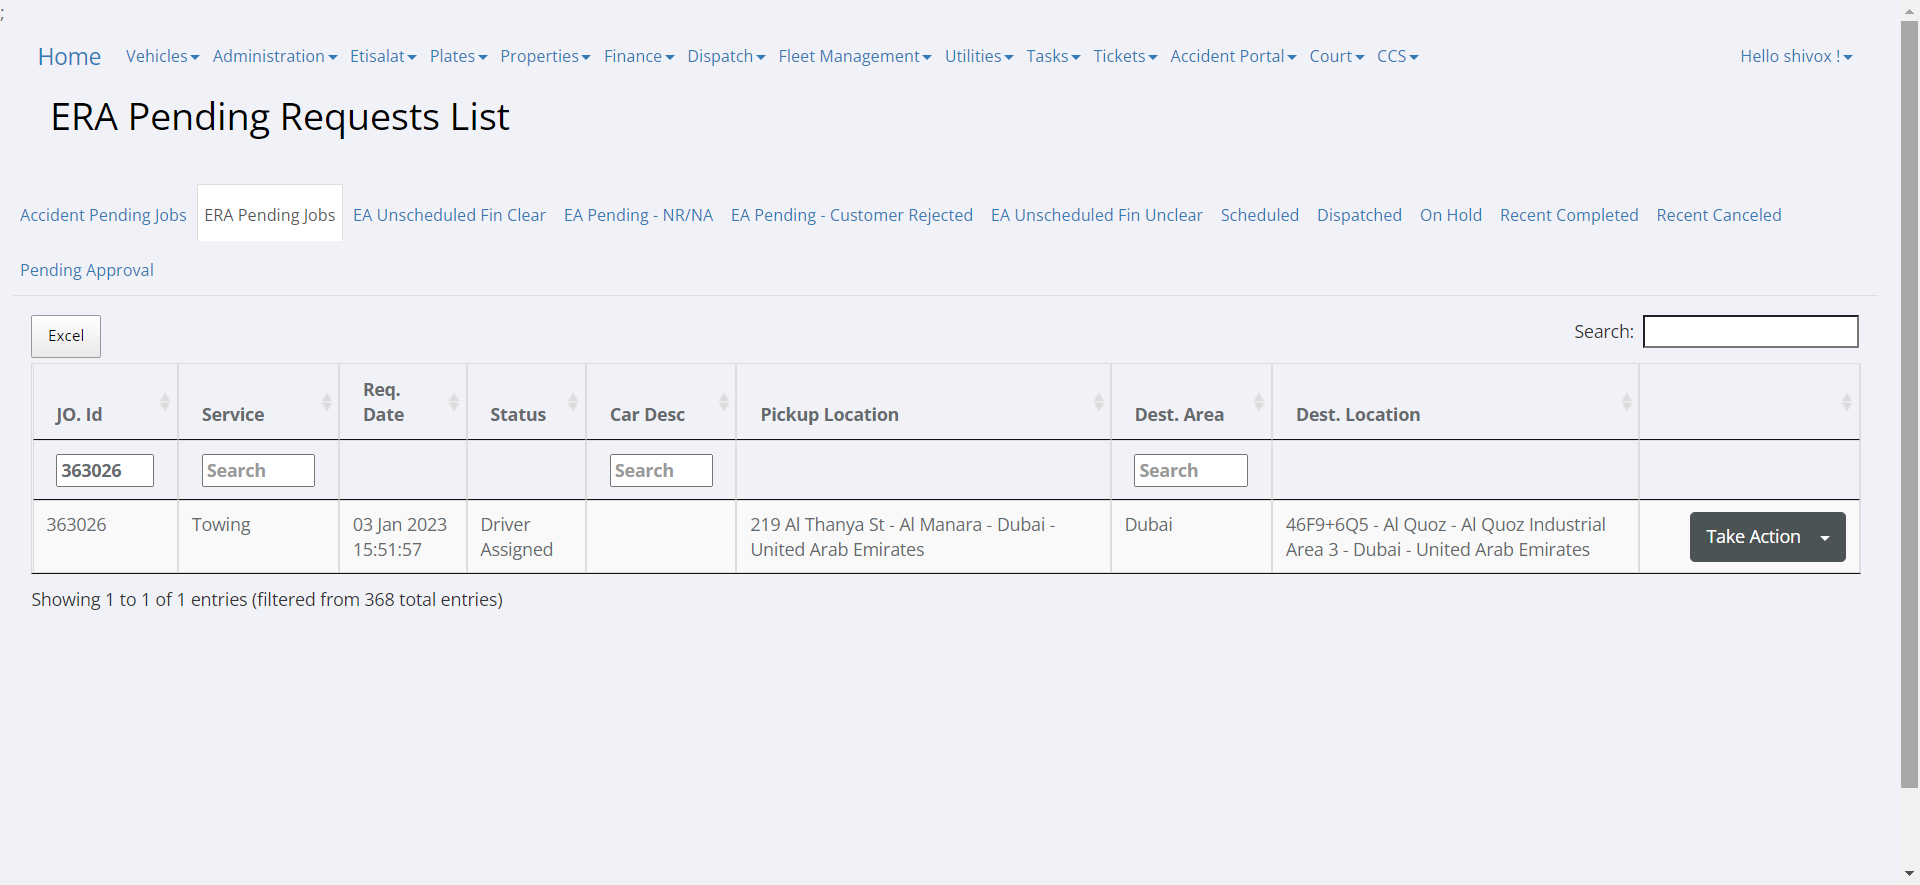 ;
Home Vehicles Administration Etisalat Plates Properties Finance Dispatch Fleet Management Utilities Tasks Tickets Accident Portal Court CCS Hello shivox !
ERA Pending Requests List
Accident Pending Jobs ERA Pending Jobs EA Unscheduled Fin Clear EA Pending - NR/NA EA Pending - Customer Rejected EA Unscheduled Fin Unclear Scheduled Dispatched On Hold Recent Completed Recent Canceled
Pending Approval
Excel Search:
JO. Id Service Req. Date Status Car Desc Pickup Location Dest. Area Dest. Location
363026 Search Search Search
363026 Towing 03 Jan 2023 Driver 219 Al Thanya St - Al Manara - Dubai - Dubai 46F9+6Q5 - Al Quoz - Al Quoz Industrial Take Action
15:51:57 Assigned United Arab Emirates Area 3 - Dubai - United Arab Emirates
Showing 1 to 1 of 1 entries (filtered from 368 total entries)